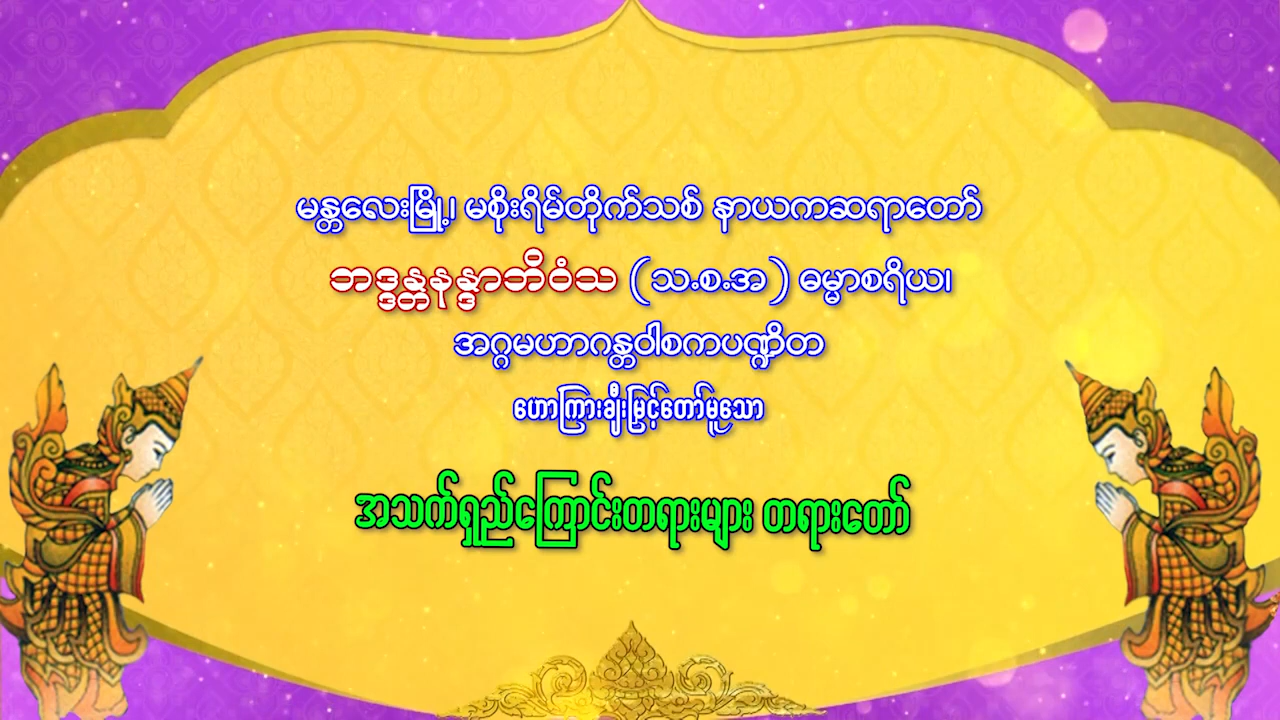 မန္တလေးမြို့၊ မစိုးရိမ်တိုက်သစ် နာယကဆရာတော်
ဘဒ္ဒန္တနန္ဒာဘိဝံသ (သ.စ.အ) ဓမ္မာစရိယ၊
အဂ္ဂမဟာဂန္ထဝါစကပဏ္ဍိတ
ဟောကြားချီးမြှင့်တော်မူသော
အသက်ရှည်ကြောင်းတရားများ တရားတော်